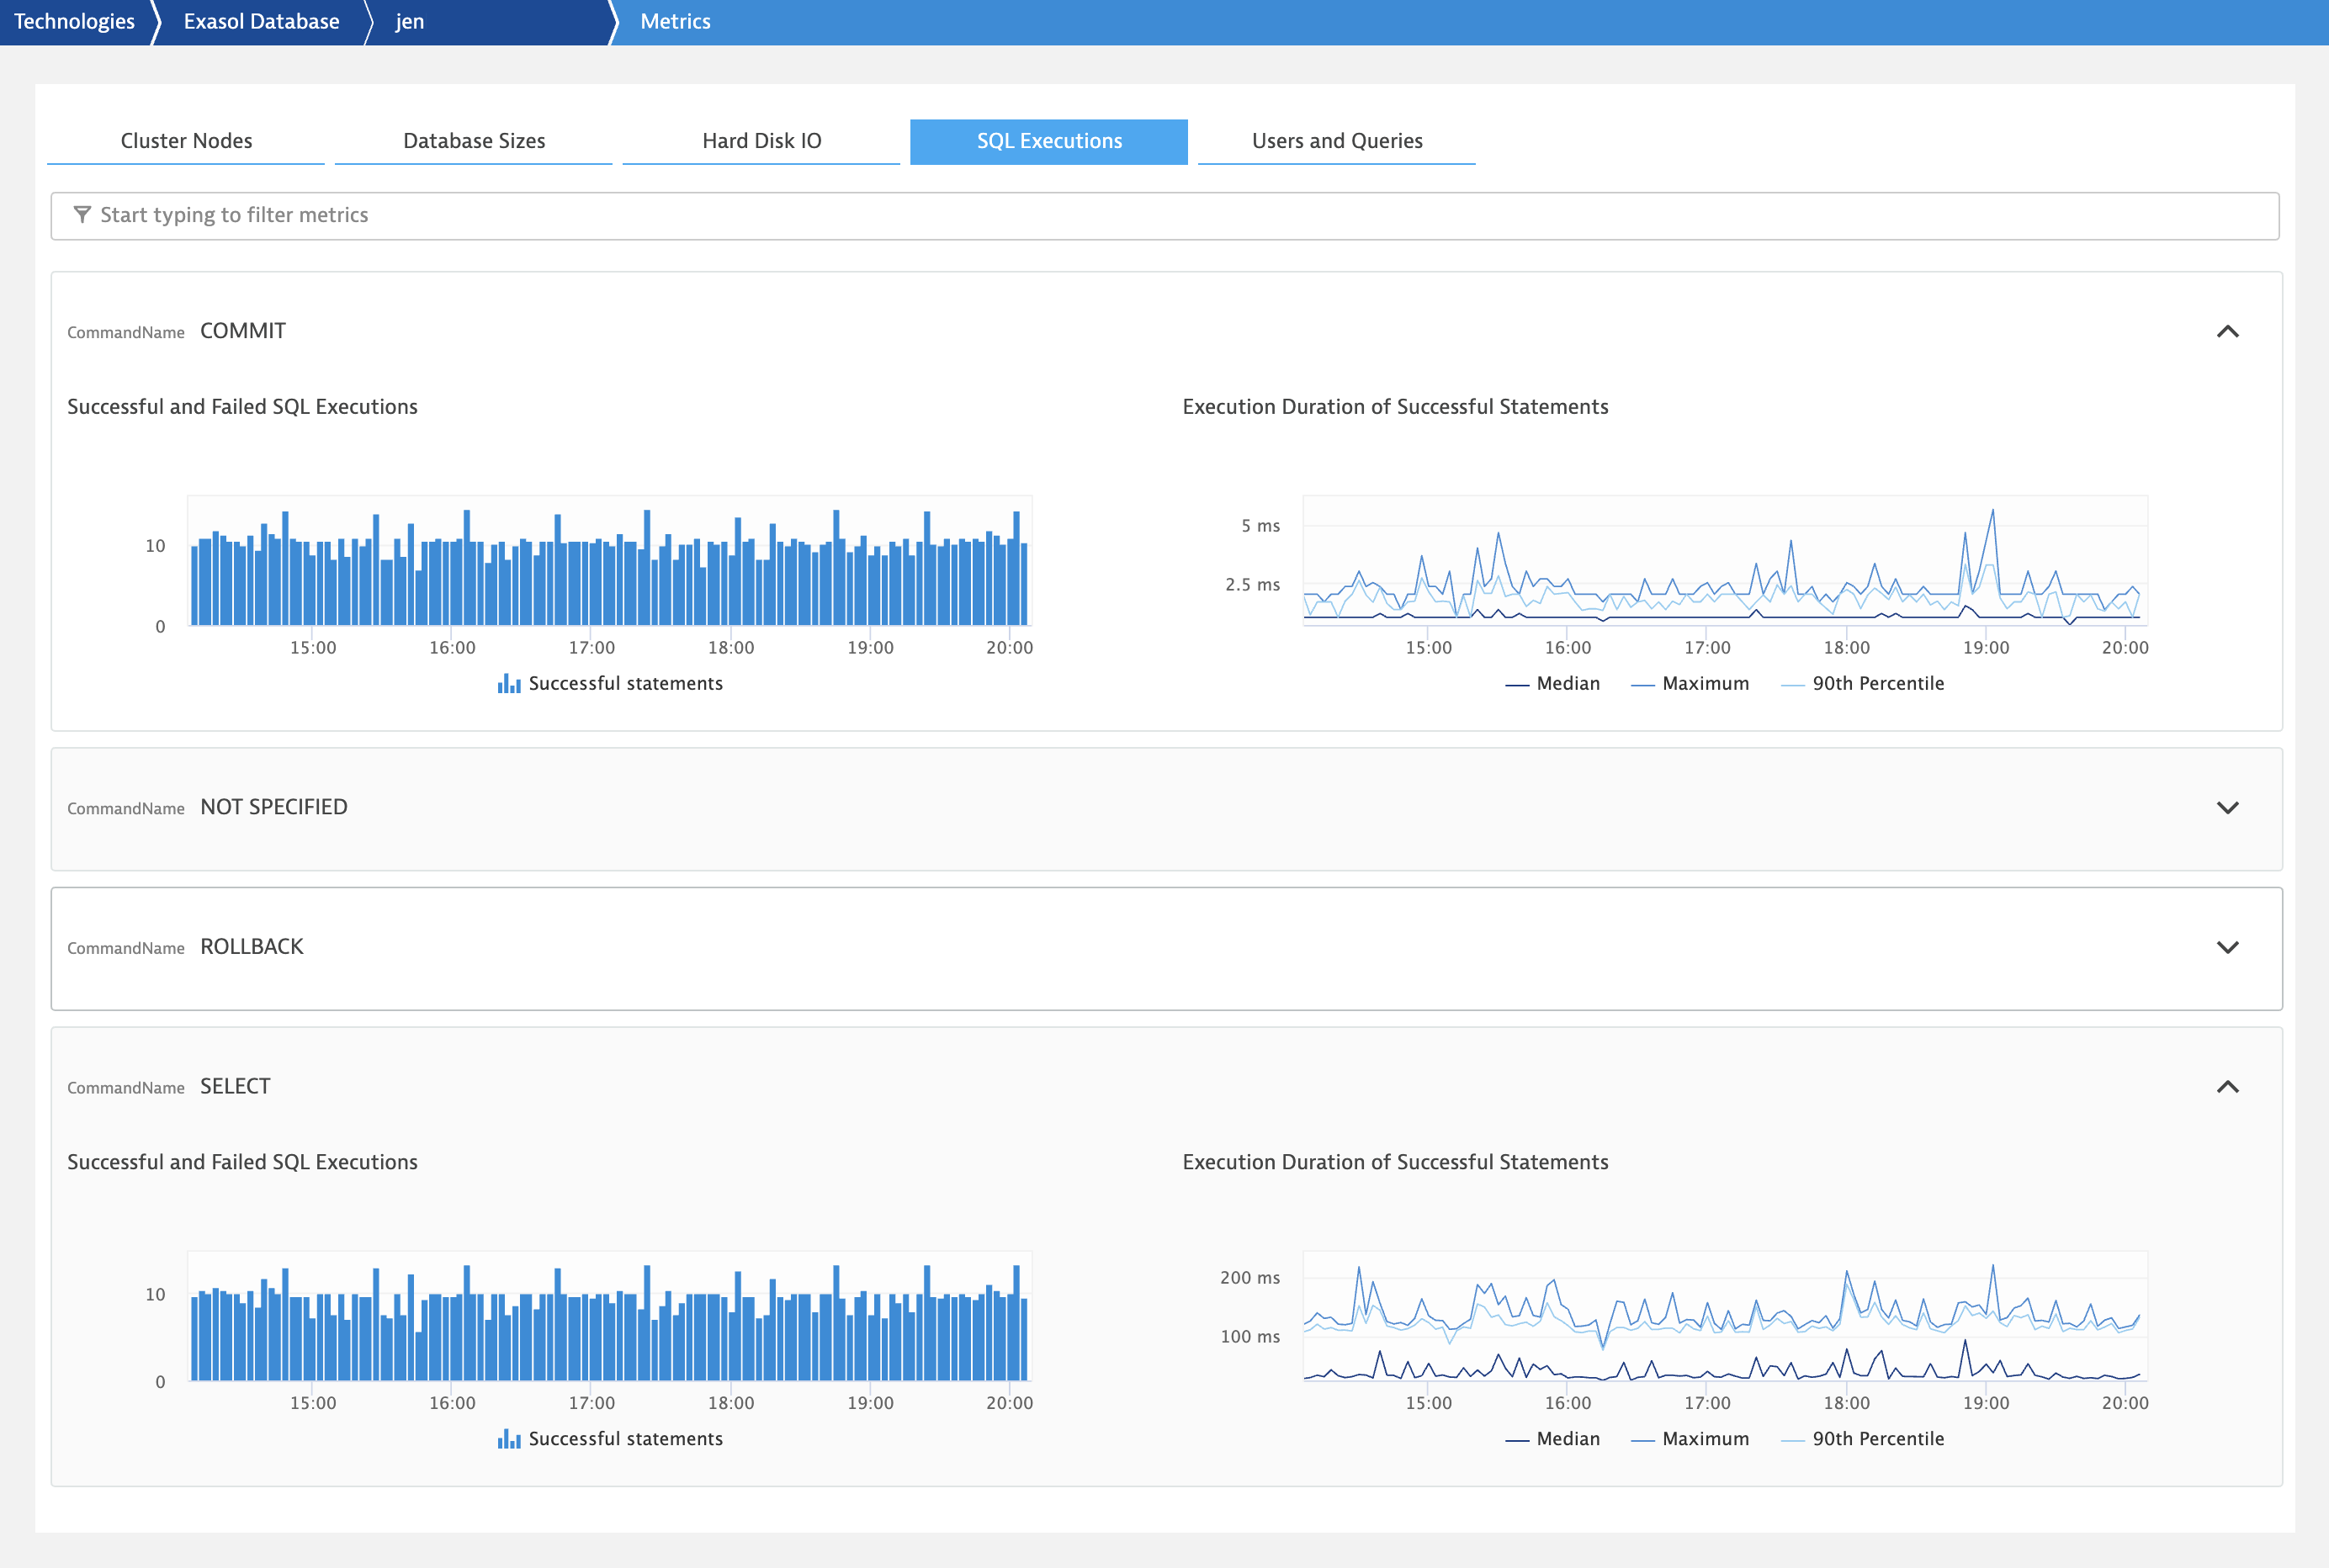 Technologies Exasol Database jen Metrics
Cluster Nodes Database Sizes Hard Disk IO SQL Executions Users and Queries
Start typing to filter metrics
CommandName COMMIT
Successful and Failed SQL Executions
10
0
15:00 16:00 17:00 18:00 19:00 20:00
Successful statements
Execution Duration of Successful Statements
5 ms
2.5 ms
15:00 16:00 17:00 18:00 19:00 20:00
Median Maximum 90th Percentile
CommandName NOT SPECIFIED
CommandName ROLLBACK
CommandName SELECT
Successful and Failed SQL Executions
10
0
15:00 16:00 17:00 18:00 19:00 20:00
Successful statements
Execution Duration of Successful Statements
200 ms
100 ms
15:00 16:00 17:00 18:00 19:00 20:00
Median Maximum 90th Percentile